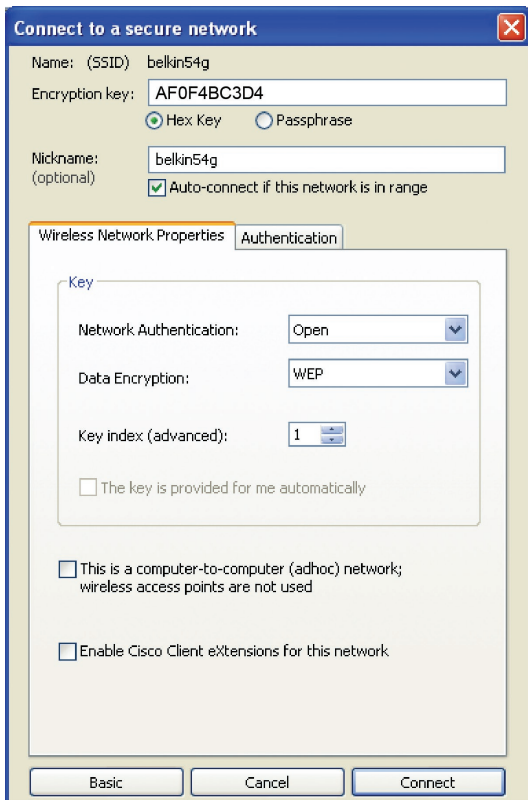 Connect to a secure network
Name: (SSID) belkin54g
Encryption key: AF0F4BC3D4
Hex Key Passphrase
Nickname: belkin54g
(optional)
Auto-connect if this network is in range
Wireless Network Properties Authentication
Key
Network Authentication: Open
Data Encryption: WEP
Key index (advanced): 1
The key is provided for me automatically
This is a computer-to-computer (adhoc) network;
wireless access points are not used
Enable Cisco Client eXtensions for this network
Basic Cancel Connect